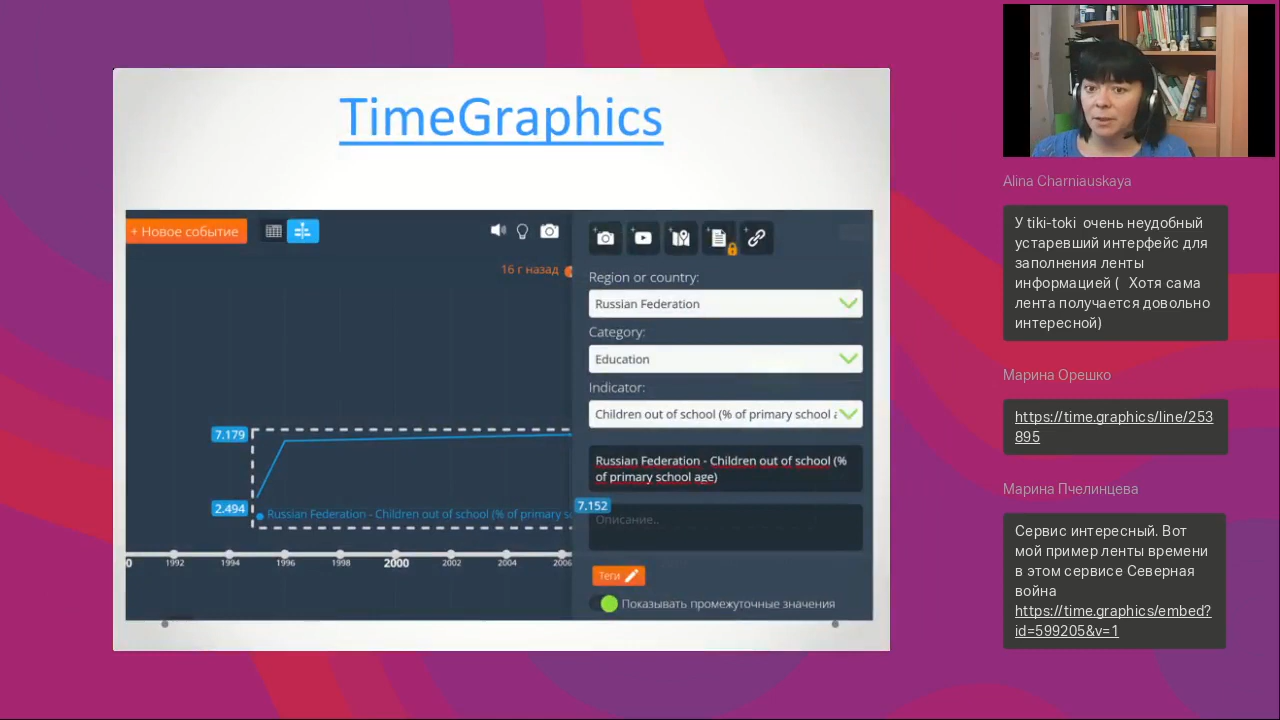 TimeGraphics
+ Новое событие
16 г назад
7.179
2.494
Russian Federation - Children out of school (% of primary sc
0
1992
1994
1996
1998
2000
2002
2004
2006
Region or country:
Russian Federation
Category:
Education
Indicator:
Children out of school (% of primary school a
Russian Federation - Children out of school (%
of primary school age)
7.152
Описание..
Теги
Показывать промежуточные значения
Alina Charniauskaya
У tiki-toki очень неудобный
устаревший интерфейс для
заполнения ленты
информацией ( Хотя сама
лента получается довольно
интересной)
Марина Орешко
https://time.graphics/line/253
895
Марина Пчелинцева
Сервис интересный. Вот
мой пример ленты времени
в этом сервисе Северная
война
https://time.graphics/embed?
id=599205&v=1